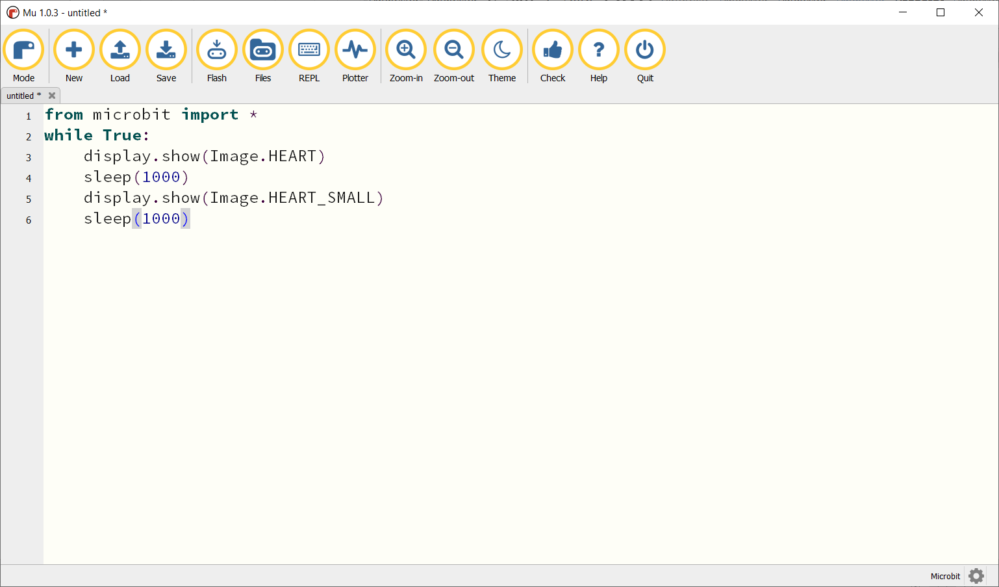 Mu 1.0.3 - untitled *
Mode New Load Save Flash Files REPL Plotter Zoom-in Zoom-out Theme Check Help Quit
untitled *
1 from microbit import *
2 while True:
3     display.show(Image.HEART)
4     sleep(1000)
5     display.show(Image.HEART_SMALL)
6     sleep(1000)
Microbit